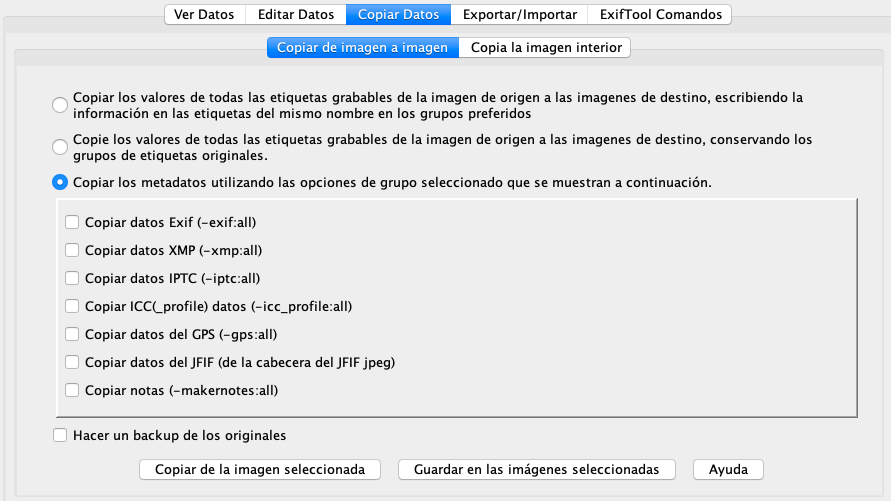 Ver Datos Editar Datos Copiar Datos Exportar/Importar ExifTool Comandos
Copiar de imagen a imagen Copia la imagen interior
Copiar los valores de todas las etiquetas grabables de la imagen de origen a las imagenes de destino, escribiendo la
información en las etiquetas del mismo nombre en los grupos preferidos
Copie los valores de todas las etiquetas grabables de la imagen de origen a las imagenes de destino, conservando los
grupos de etiquetas originales.
Copiar los metadatos utilizando las opciones de grupo seleccionado que se muestran a continuación.
Copiar datos Exif (-exif:all)
Copiar datos XMP (-xmp:all)
Copiar datos IPTC (-iptc:all)
Copiar ICC(_profile) datos (-icc_profile:all)
Copiar datos del GPS (-gps:all)
Copiar datos del JFIF (de la cabecera del JFIF jpeg)
Copiar notas (-makernotes:all)
Hacer un backup de los originales
Copiar de la imagen seleccionada Guardar en las imágenes seleccionadas Ayuda